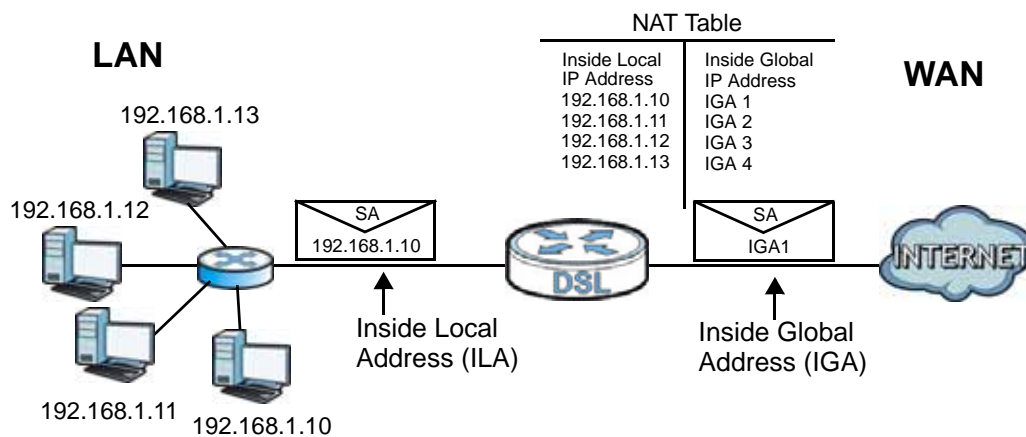 NAT Table
LAN
WAN
Inside Local
IP Address
192.168.1.10
192.168.1.11
192.168.1.12
192.168.1.13
Inside Global
IP Address
IGA 1
IGA 2
IGA 3
IGA 4
192.168.1.13
192.168.1.12
SA
192.168.1.10
SA
IGA1
DSL
INTERNET
Inside Local
Address (ILA)
Inside Global
Address (IGA)
192.168.1.11
192.168.1.10